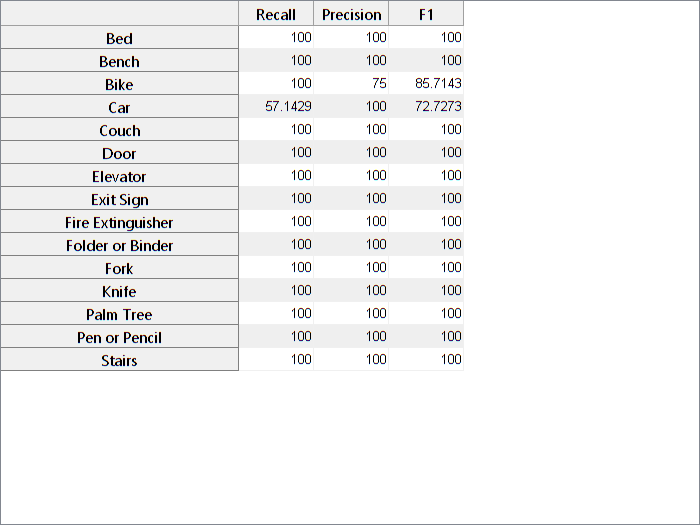 Recall Precision F1
Bed 100 100 100
Bench 100 100 100
Bike 100 75 85.7143
Car 57.1429 100 72.7273
Couch 100 100 100
Door 100 100 100
Elevator 100 100 100
Exit Sign 100 100 100
Fire Extinguisher 100 100 100
Folder or Binder 100 100 100
Fork 100 100 100
Knife 100 100 100
Palm Tree 100 100 100
Pen or Pencil 100 100 100
Stairs 100 100 100